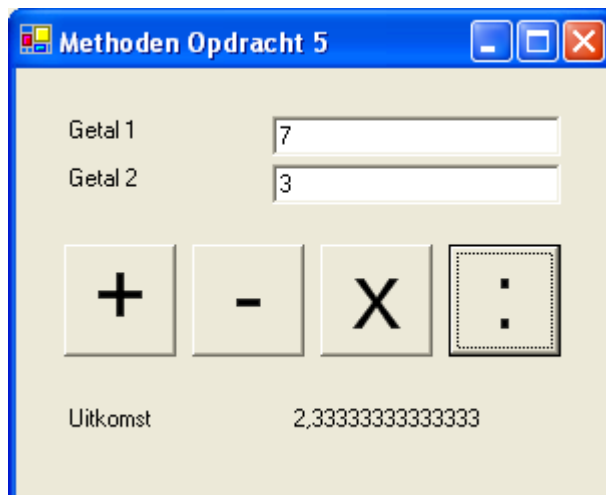 Methoden Opdracht 5
Getal 1 7
Getal 2 3
+ - x :
Uitkomst 2,33333333333333